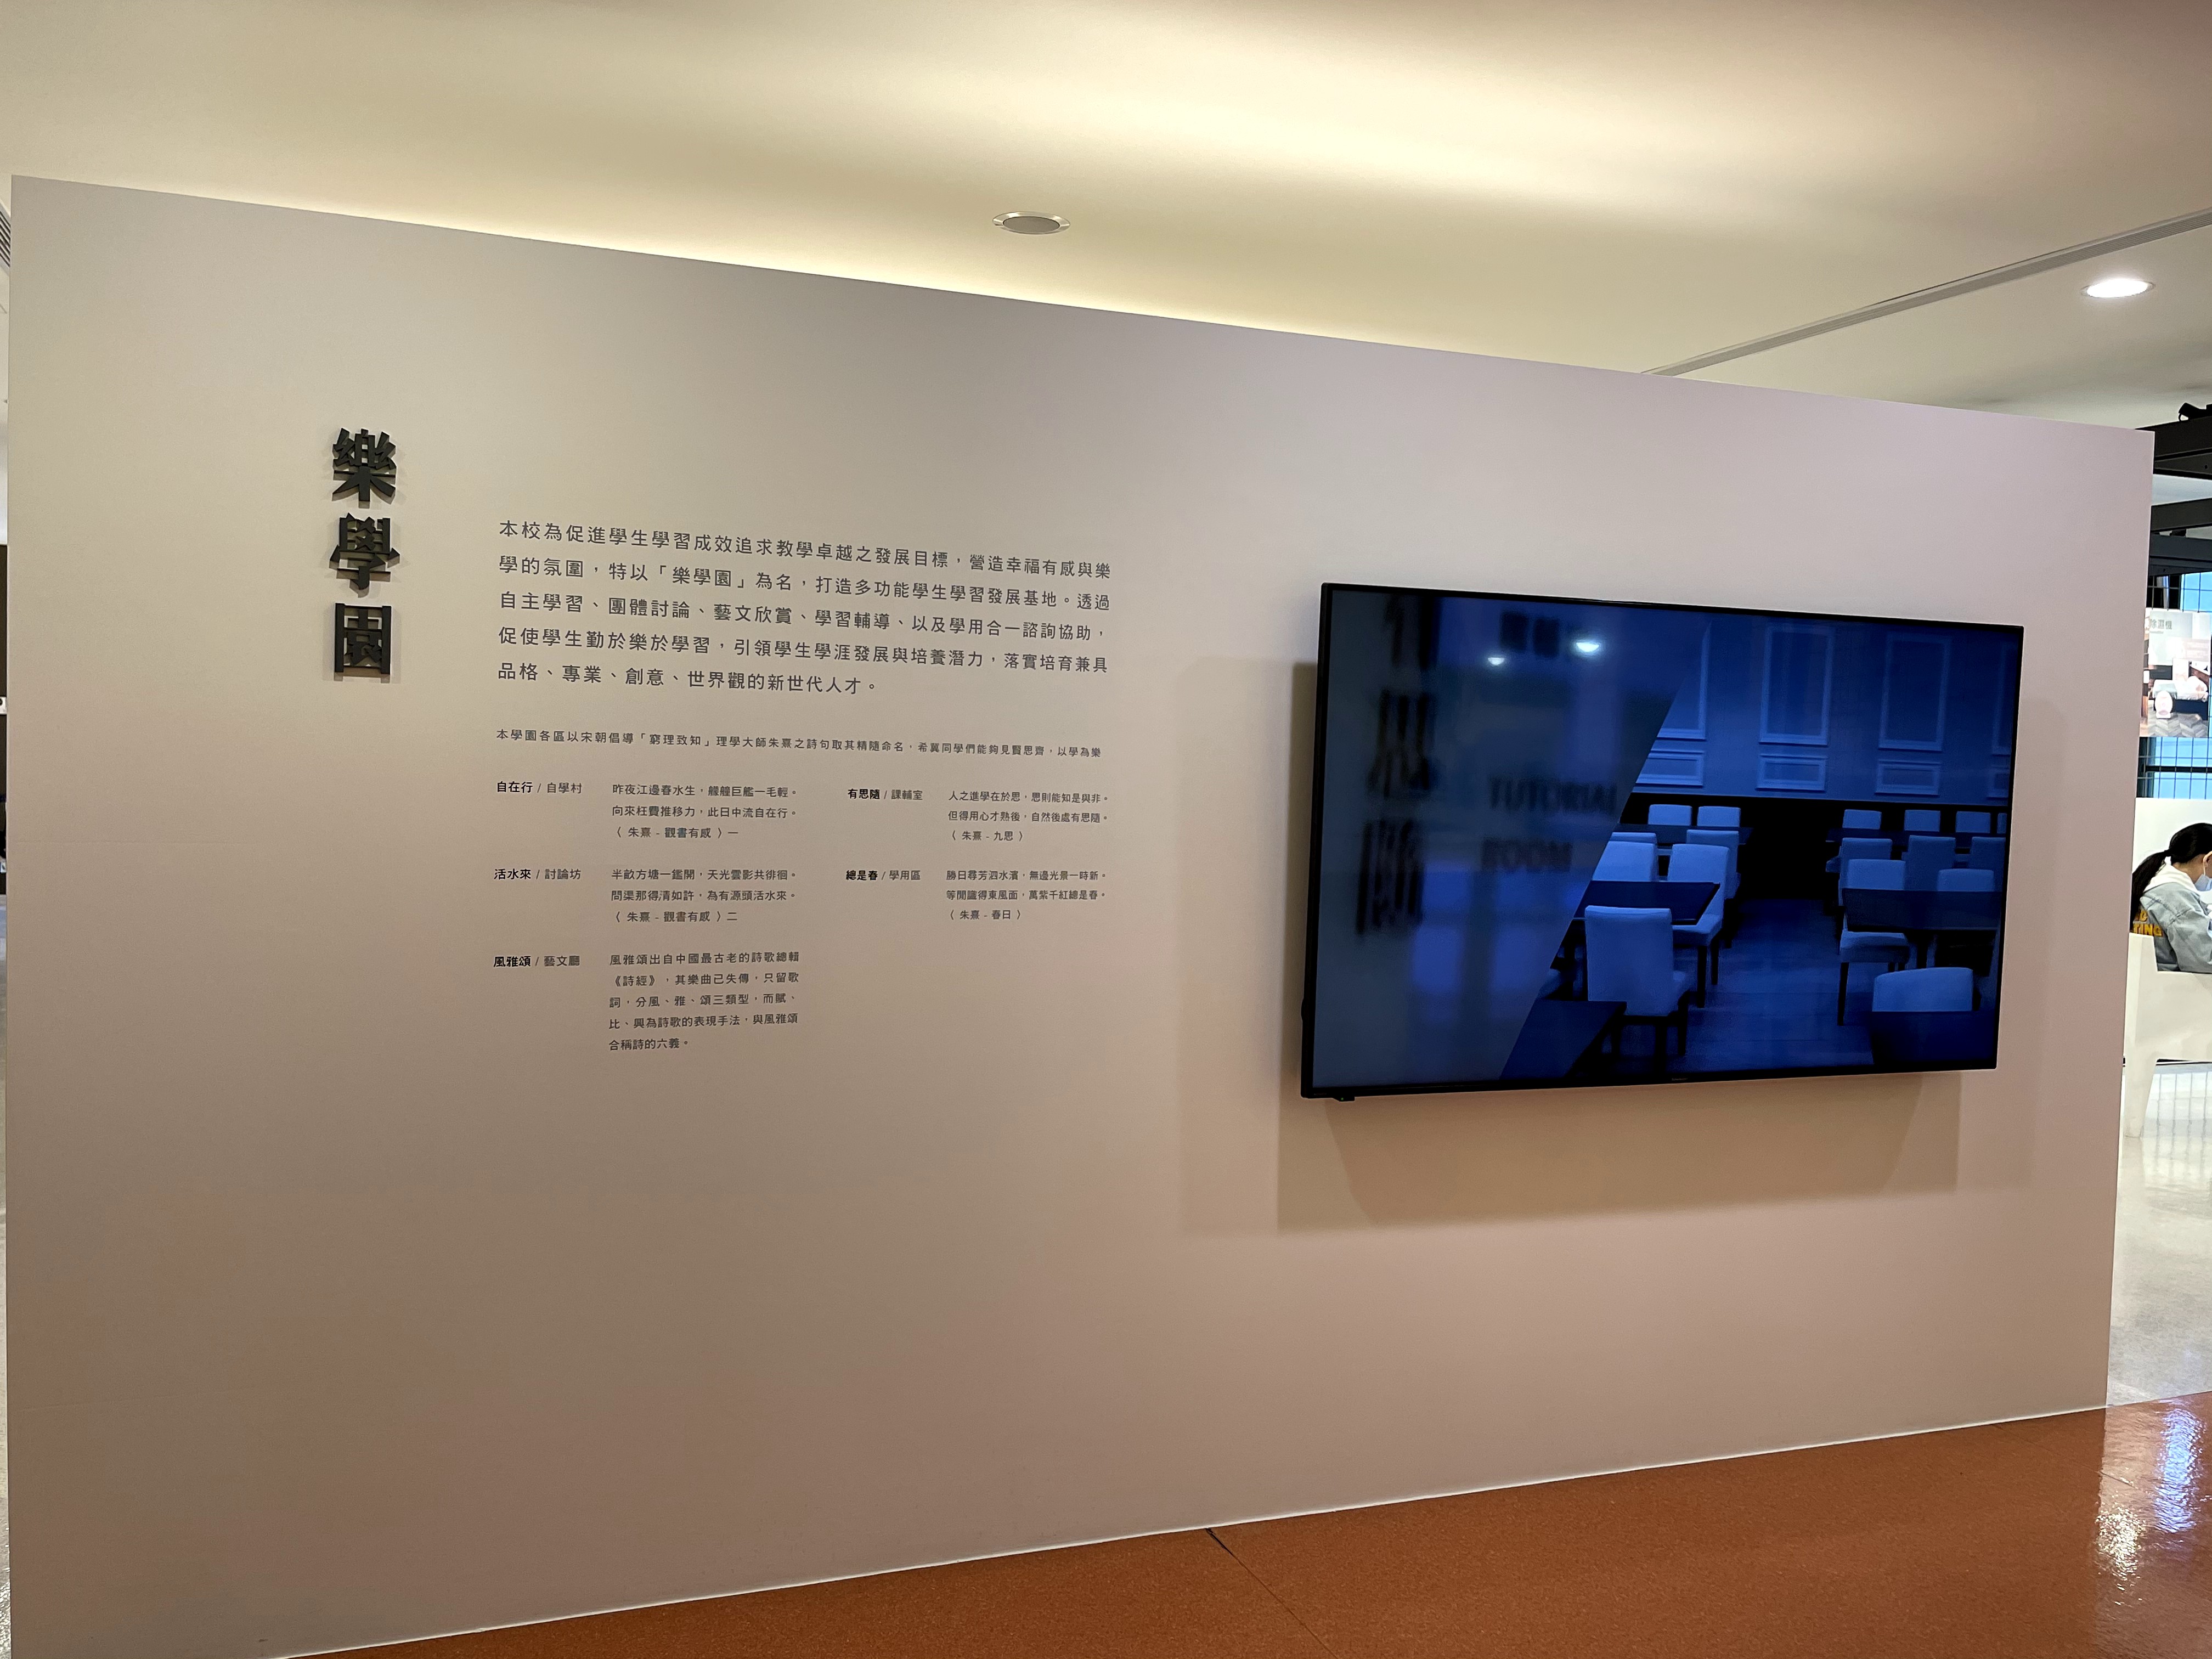 樂學園
本校為促進學生學習成效追求教學卓越之發展目標，營造幸福有感與樂
學的氛圍，特以「樂學園」為名，打造多功能學生學習發展基地。透過
自主學習、團體討論、藝文欣賞、學習輔導、以及學用合一諮詢協助，
促使學生勤於樂於學習，引領學生學涯發展與培養潛力，落實培育兼具
品格、專業、創意、世界觀的新世代人才。
本學園各區以宋朝倡導「窮理致知」理學大師朱熹之詩句取其精隨命名，希冀同學們能夠見賢思齊，以學為樂
自在行 / 自學村
昨夜江邊春水生，艨艟巨艦一毛輕。
向來枉費推移力，此日中流自在行。
〈 朱熹 - 觀書有感 〉一
有思隨 / 課輔室
人之進學在於思，思則能知是與非。
但得用心才熟後，自然後處有思隨。
〈 朱熹 - 九思 〉
活水來 / 討論坊
半畝方塘一鑑開，天光雲影共徘徊。
問渠那得清如許，為有源頭活水來。
〈 朱熹 - 觀書有感 〉二
總是春 / 學用區
勝日尋芳泗水濱，無邊光景一時新。
等閒識得東風面，萬紫千紅總是春。
〈 朱熹 - 春日 〉
風雅頌 / 藝文廳
風雅頌出自中國最古老的詩歌總輯
《詩經》，其樂曲己失傳，只留歌
詞，分風、雅、頌三類型，而賦、
比、興為詩歌的表現手法，與風雅頌
合稱詩的六義。
TUTORIAL
ROOM
除濕機